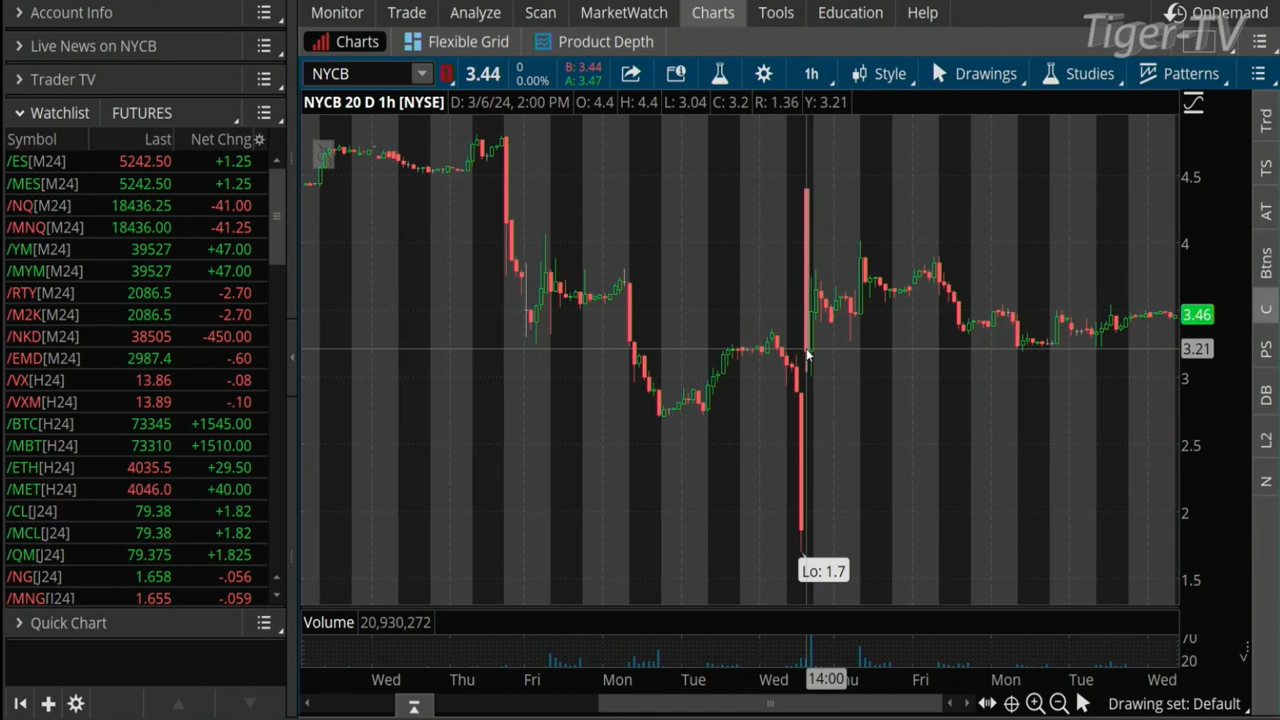 Account Info
Live News on NYCB
Trader TV
Watchlist FUTURES
Symbol Last Net Chng
/ES[M24] 5242.50 +1.25
/MES[M24] 5242.50 +1.25
/NQ[M24] 18436.25 -41.00
/MNQ[M24] 18436.00 -41.25
/YM[M24] 39527 +47.00
/MYM[M24] 39527 +47.00
/RTY[M24] 2086.5 -2.70
/M2K[M24] 2086.5 -2.70
/NKD[M24] 38505 -450.00
/EMD[M24] 2987.4 -.60
/VX[H24] 13.86 -.08
/VXM[H24] 13.89 -.10
/BTC[H24] 73345 +1545.00
/MBT[H24] 73310 +1510.00
/ETH[H24] 4035.5 +29.50
/MET[H24] 4046.0 +40.00
/CL[J24] 79.38 +1.82
/MCL[J24] 79.38 +1.82
/QM[J24] 79.375 +1.825
/NG[J24] 1.658 -.056
/MNG[J24] 1.655 -.059
Quick Chart
Monitor Trade Analyze Scan MarketWatch Charts Tools Education Help OnDemand
Tiger-TV
Charts Flexible Grid Product Depth
NYCB 3.44 0 0.00% B: 3.44 A: 3.47 1h Style Drawings Studies Patterns
NYCB 20 D 1h [NYSE] D: 3/6/24, 2:00 PM O: 4.4 H: 4.4 L: 3.04 C: 3.2 R: 1.36 Y: 3.21
4.5
4
3.46
3.21
3
2.5
2
1.5
Lo: 1.7
Volume 20,930,272
70
20
Wed Thu Fri Mon Tue Wed 14:00 hu Fri Mon Tue Wed
Drawing set: Default
Trd
TS
AT
Btns
C
PS
DB
L2
N